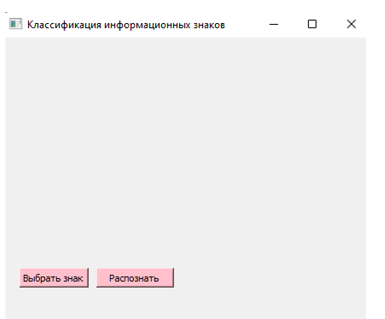 Классификация информационных знаков
Выбрать знак Распознать